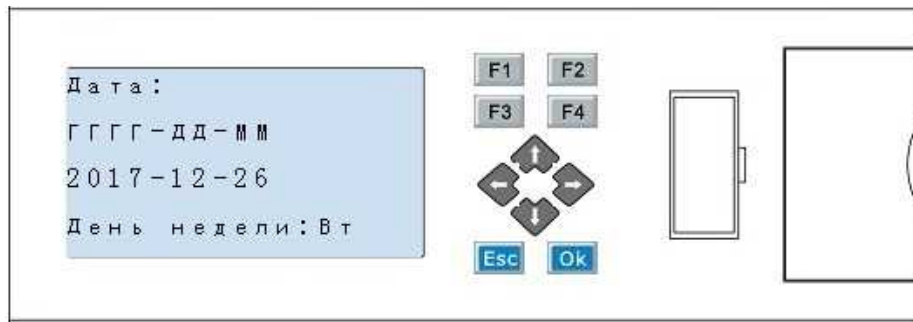 Дата:
ГГГГ-ДД-ММ
2017-12-26
День недели:Вт
F1 F2
F3 F4
Esc Ok